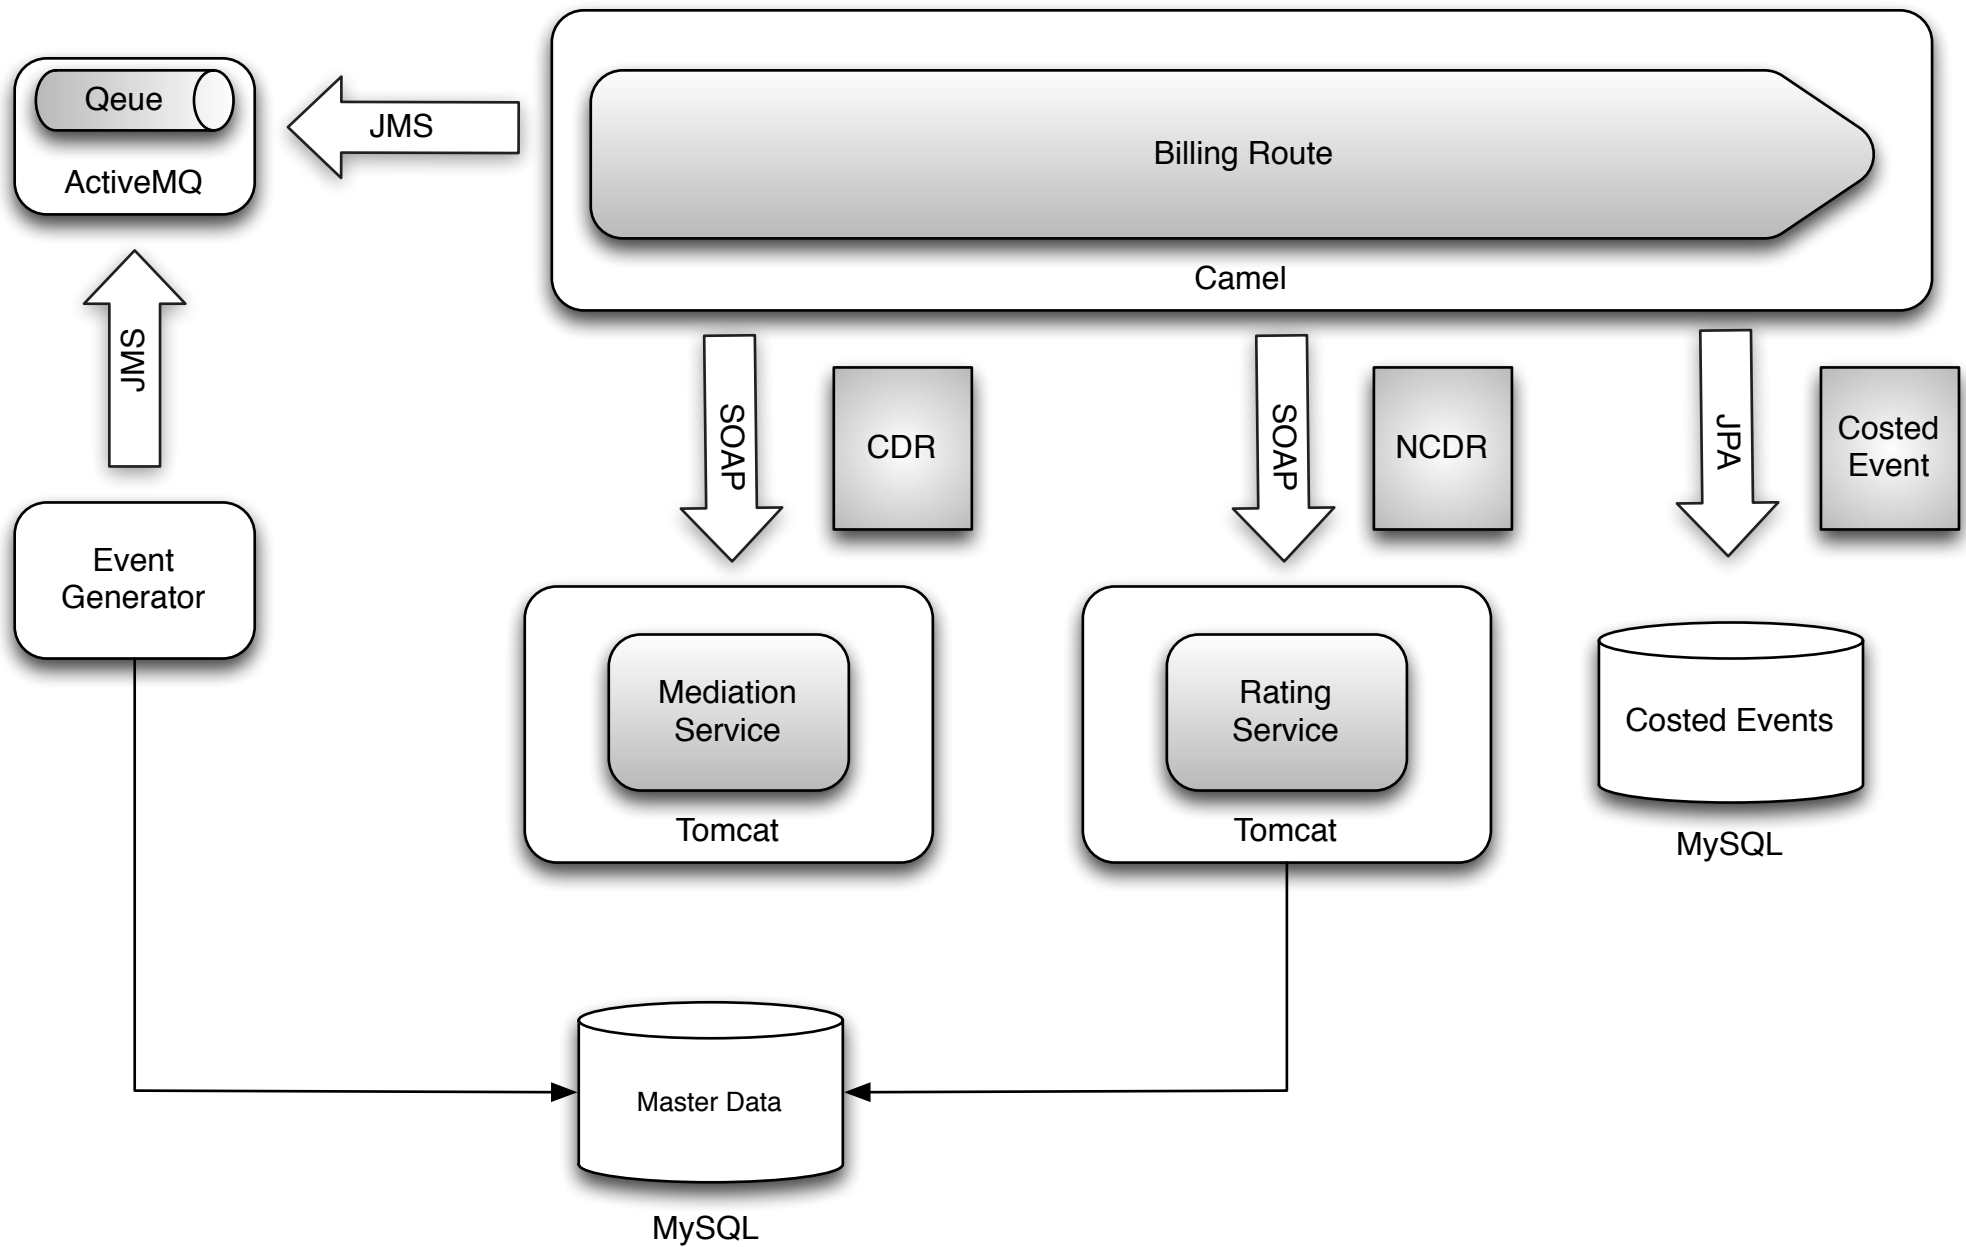 Qeue
ActiveMQ
JMS
Billing Route
Camel
JMS
SOAP
CDR
SOAP
NCDR
JPA
Costed
Event
Event
Generator
Mediation
Service
Tomcat
Rating
Service
Tomcat
Costed Events
MySQL
Master Data
MySQL